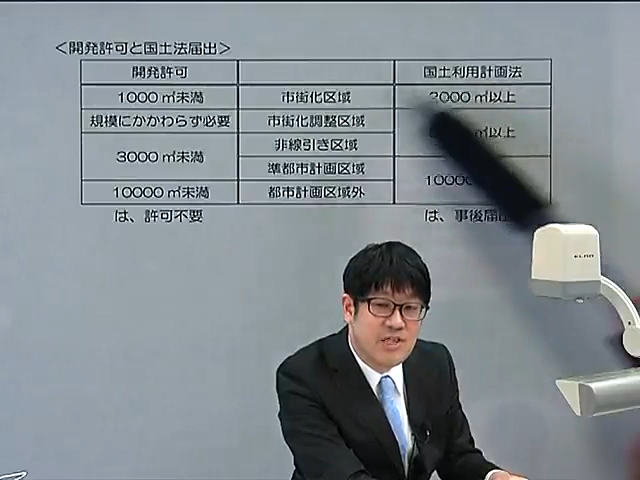 ＜開発許可と国土法届出＞
開発許可 国土利用計画法
1000㎡未満 市街化区域 2000㎡以上
規模にかかわらず必要 市街化調整区域 ㎡以上
非線引き区域
3000㎡未満
準都市計画区域 1000
10000㎡未満 都市計画区域外
は、許可不要 は、事後届
ELMO